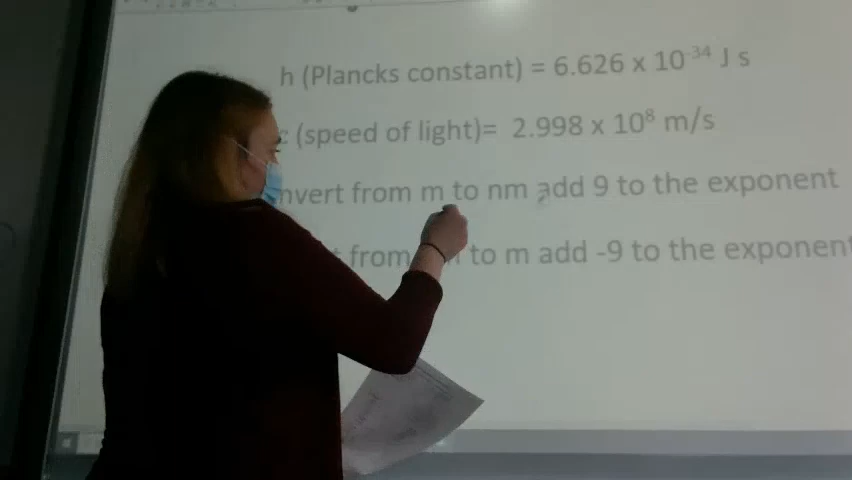 h (Plancks constant) = 6.626 x 10⁻³⁴ J s
(speed of light)= 2.998 x 10⁸ m/s
nvert from m to nm add 9 to the exponent
from to m add -9 to the exponent